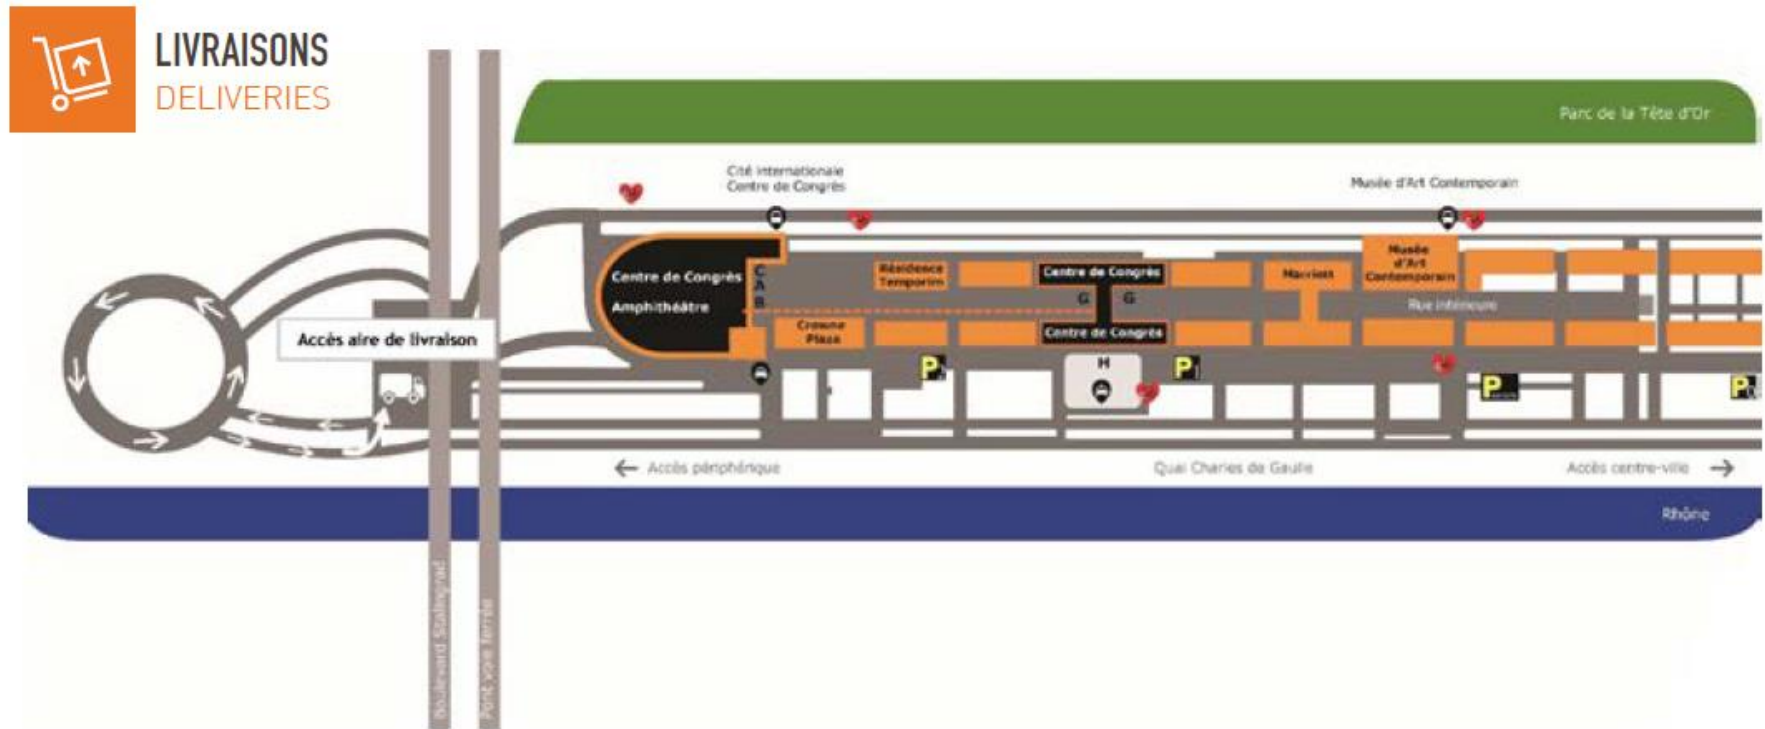 LIVRAISONS
DELIVERIES
Parc de la Tête d'Or
Cité internationale
Centre de Congrès
Musée d'Art Contemporain
Centre de Congrès
Amphithéâtre
C
A
B
Résidence
Temporim
Centre de Congrès
Marriott
Musée
d'Art
Contemporain
G
G
Rue intérieure
Crowne
Plaza
Centre de Congrès
Accès aire de livraison
P
H
P
P
P
Accès périphérique
Quai Charles de Gaulle
Accès centre-ville
Rhône
Boulevard Stalingrad
Pont voie ferrée